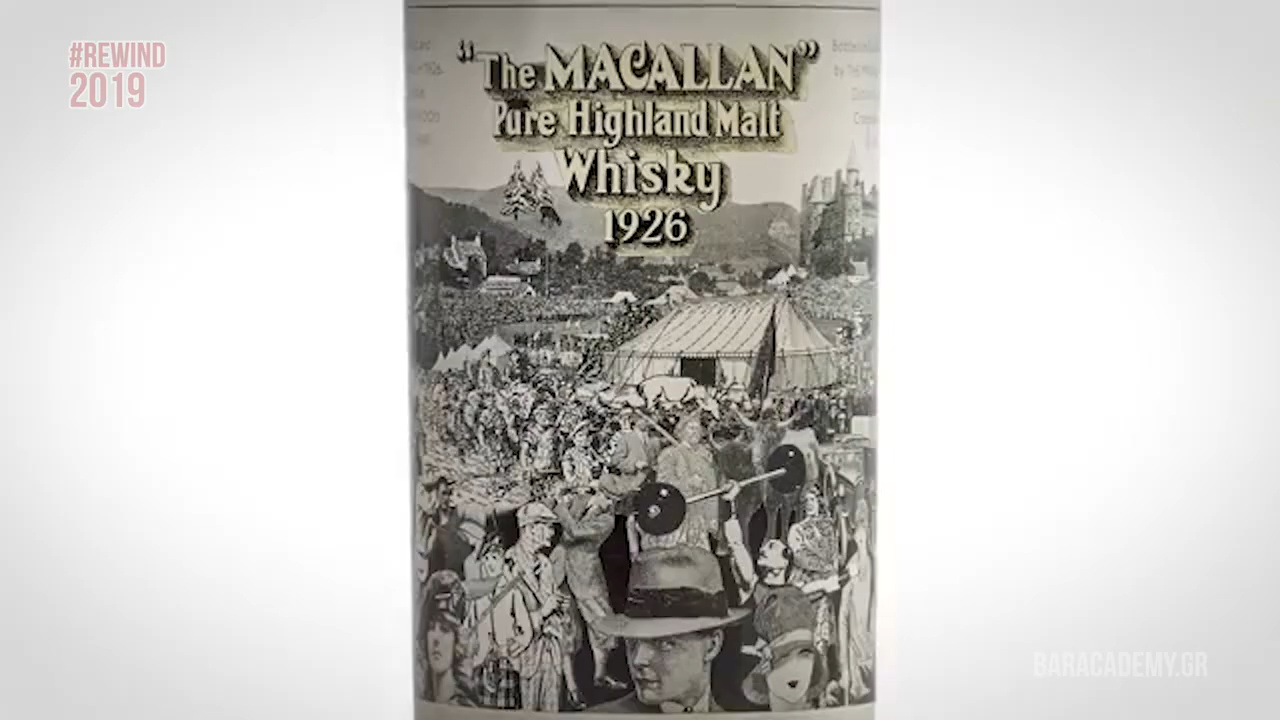 #REWIND
2019
"The MACALLAN"
Pure Highland Malt
Whisky
1926
BARACADEMY.GR